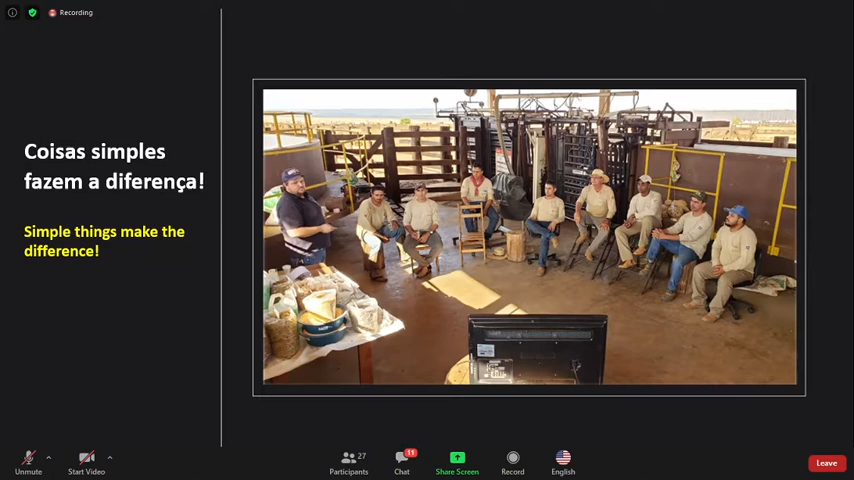 Recording
Coisas simples
fazem a diferença!
Simple things make the
difference!
Unmute
Start Video
27
Participants
11
Chat
Share Screen
Record
English
Leave